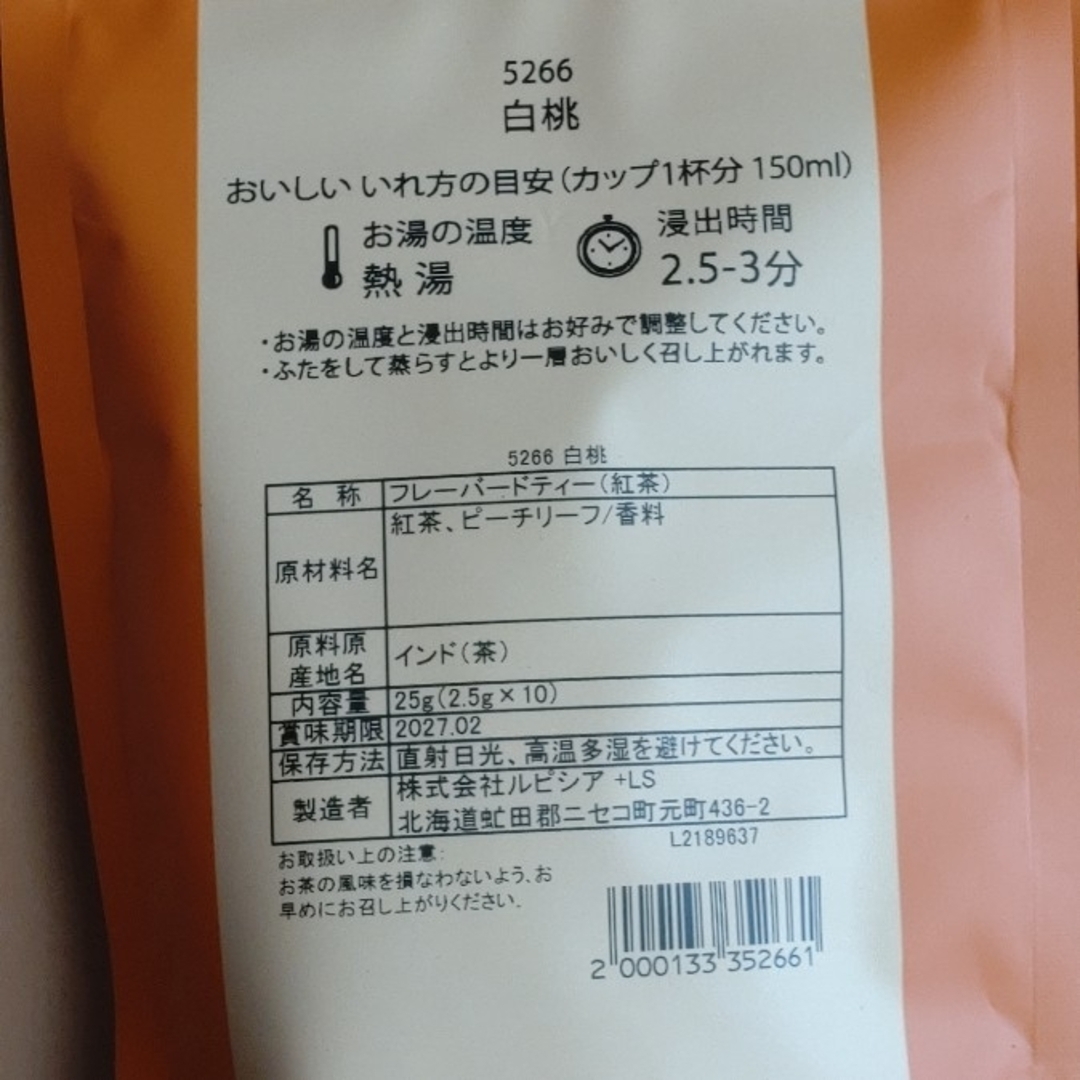 5266
白桃
おいしい いれ方の目安(カップ1杯分 150ml)
お湯の温度
熱湯
浸出時間
2.5-3分
・お湯の温度と浸出時間はお好みで調整してください。
・ふたをして蒸らすとより一層おいしく召し上がれます。
5266 白桃
名 称 フレーバードティー(紅茶)
原材料名 紅茶、ピーチリーフ/香料
原料原産地名 インド(茶)
内容量 25g(2.5g×10)
賞味期限 2027.02
保存方法 直射日光、高温多湿を避けてください。
製造者 株式会社ルピシア +LS
北海道虻田郡ニセコ町元町436-2
L2189637
お取扱い上の注意:
お茶の風味を損なわないよう、お
早めにお召し上がりください。
2 000133 352661